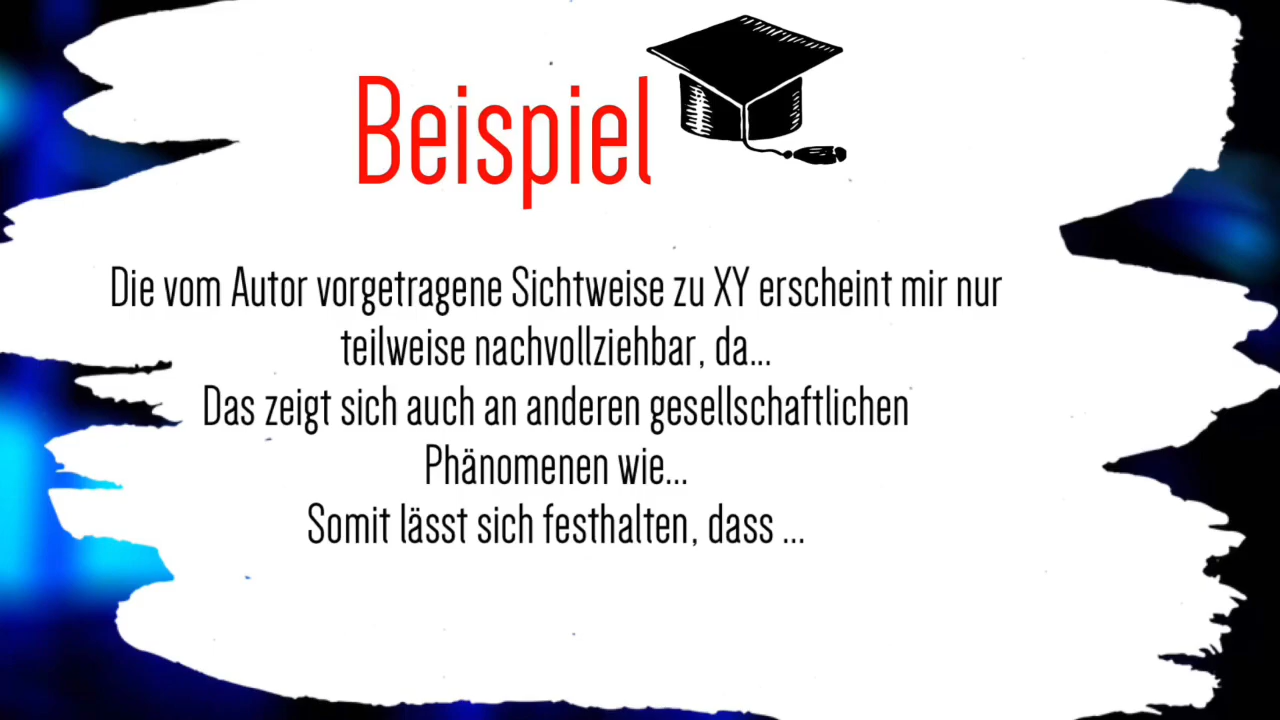 Beispiel
Die vom Autor vorgetragene Sichtweise zu XY erscheint mir nur
teilweise nachvollziehbar, da...
Das zeigt sich auch an anderen gesellschaftlichen
Phänomenen wie...
Somit lässt sich festhalten, dass ...